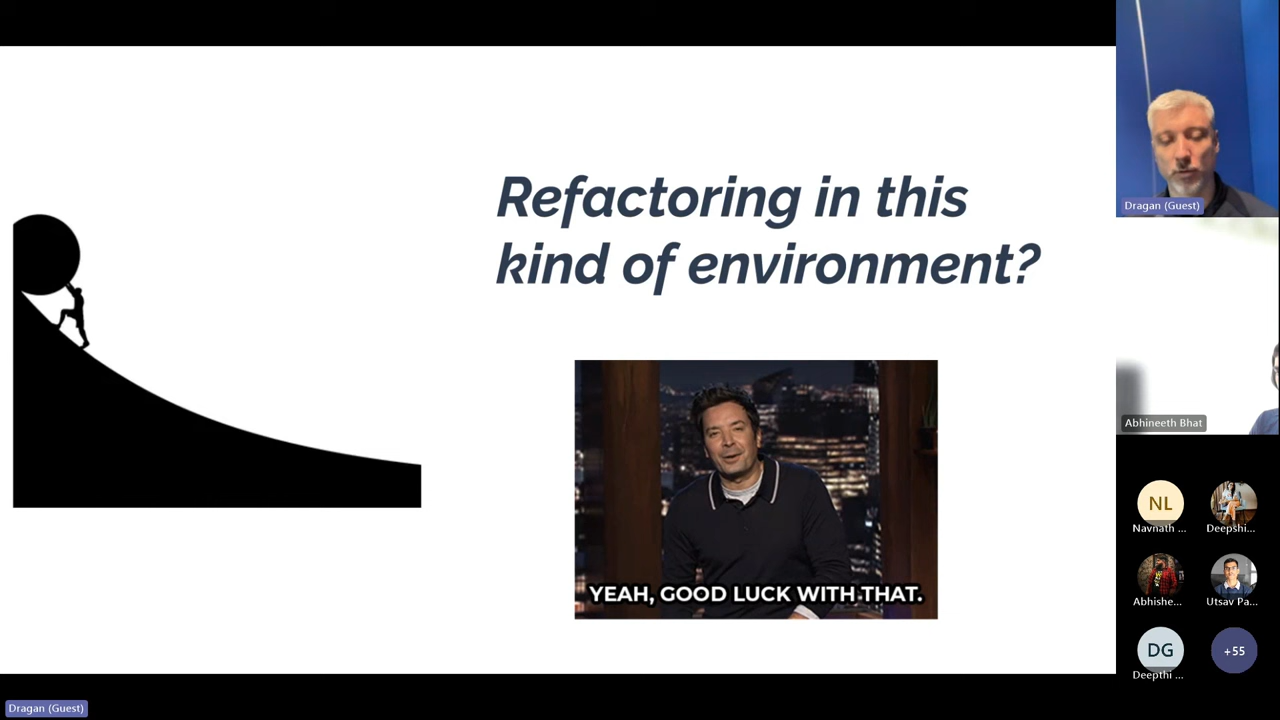 Refactoring in this
kind of environment?
YEAH, GOOD LUCK WITH THAT.
Dragan (Guest)
Abhineeth Bhat
NL
Navnath ...
Deepshi...
Abhishe...
Utsav Pa...
DG
Deepthi ...
+55
Dragan (Guest)